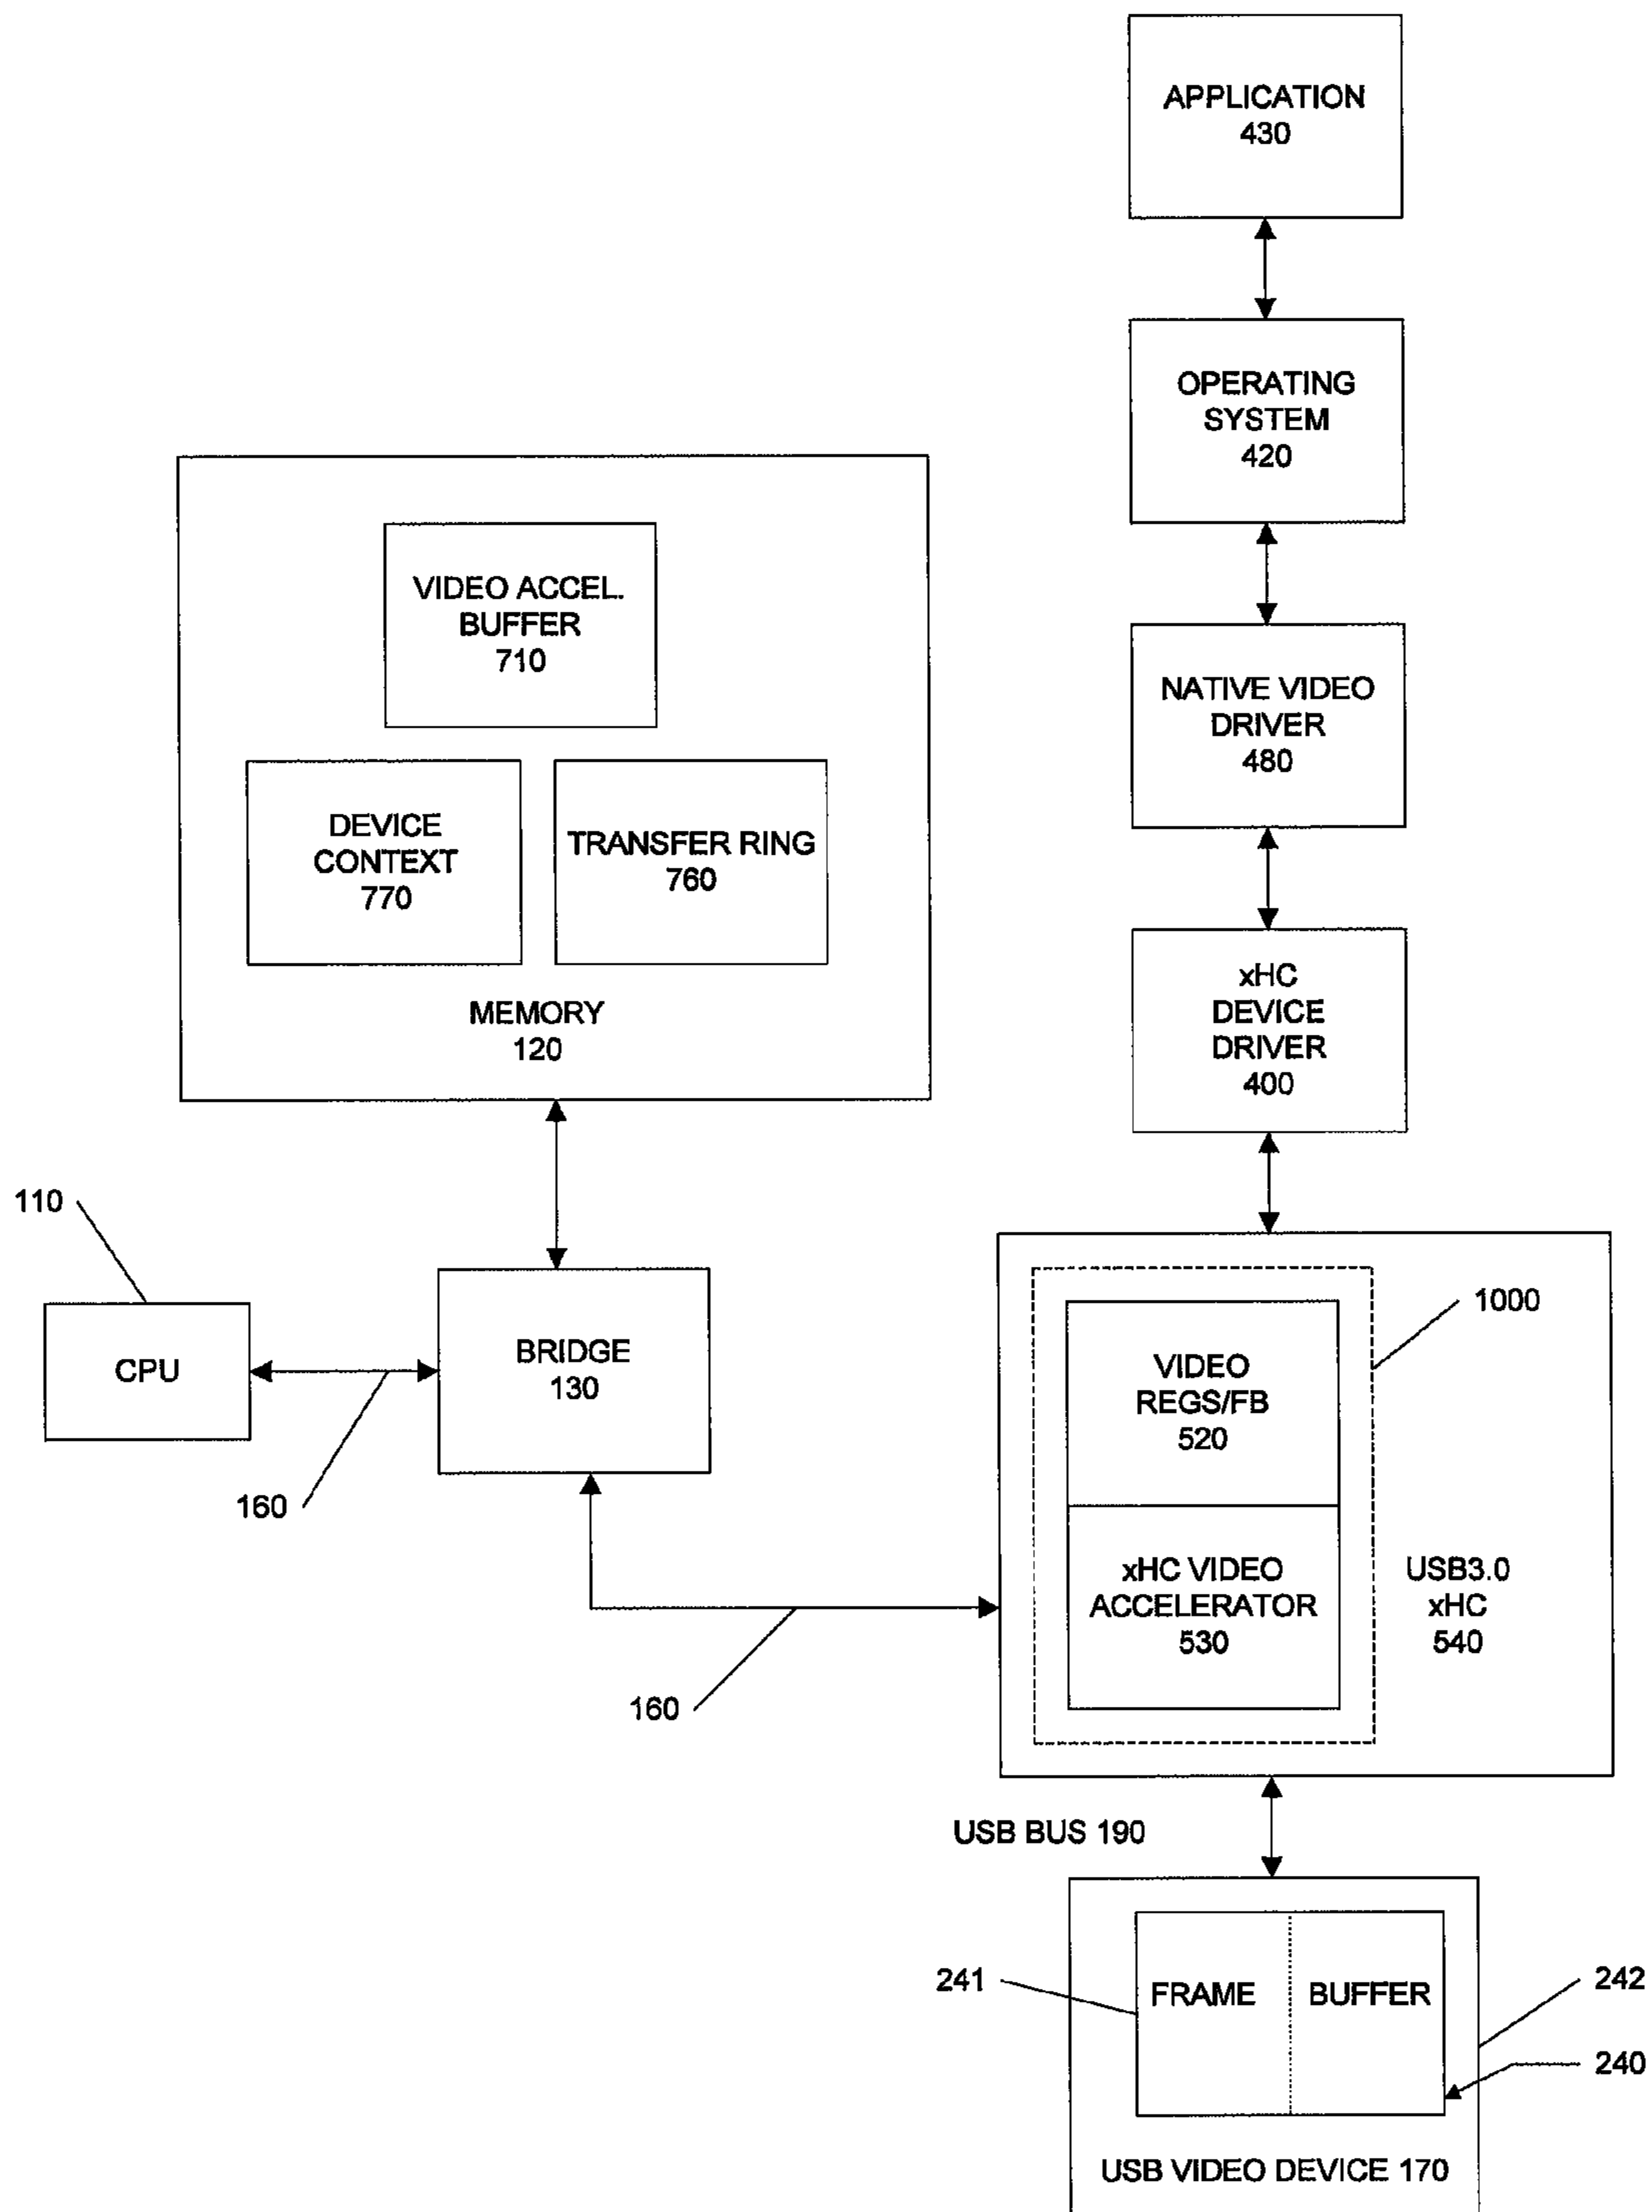 APPLICATION
430
OPERATING
SYSTEM
420
VIDEO ACCEL.
BUFFER
710
NATIVE VIDEO
DRIVER
480
DEVICE
CONTEXT
770
TRANSFER RING
760
MEMORY
120
xHC
DEVICE
DRIVER
400
110
CPU
160
BRIDGE
130
160
1000
VIDEO
REGS/FB
520
xHC VIDEO
ACCELERATOR
530
USB3.0
xHC
540
USB BUS 190
241
FRAME
BUFFER
242
240
USB VIDEO DEVICE 170